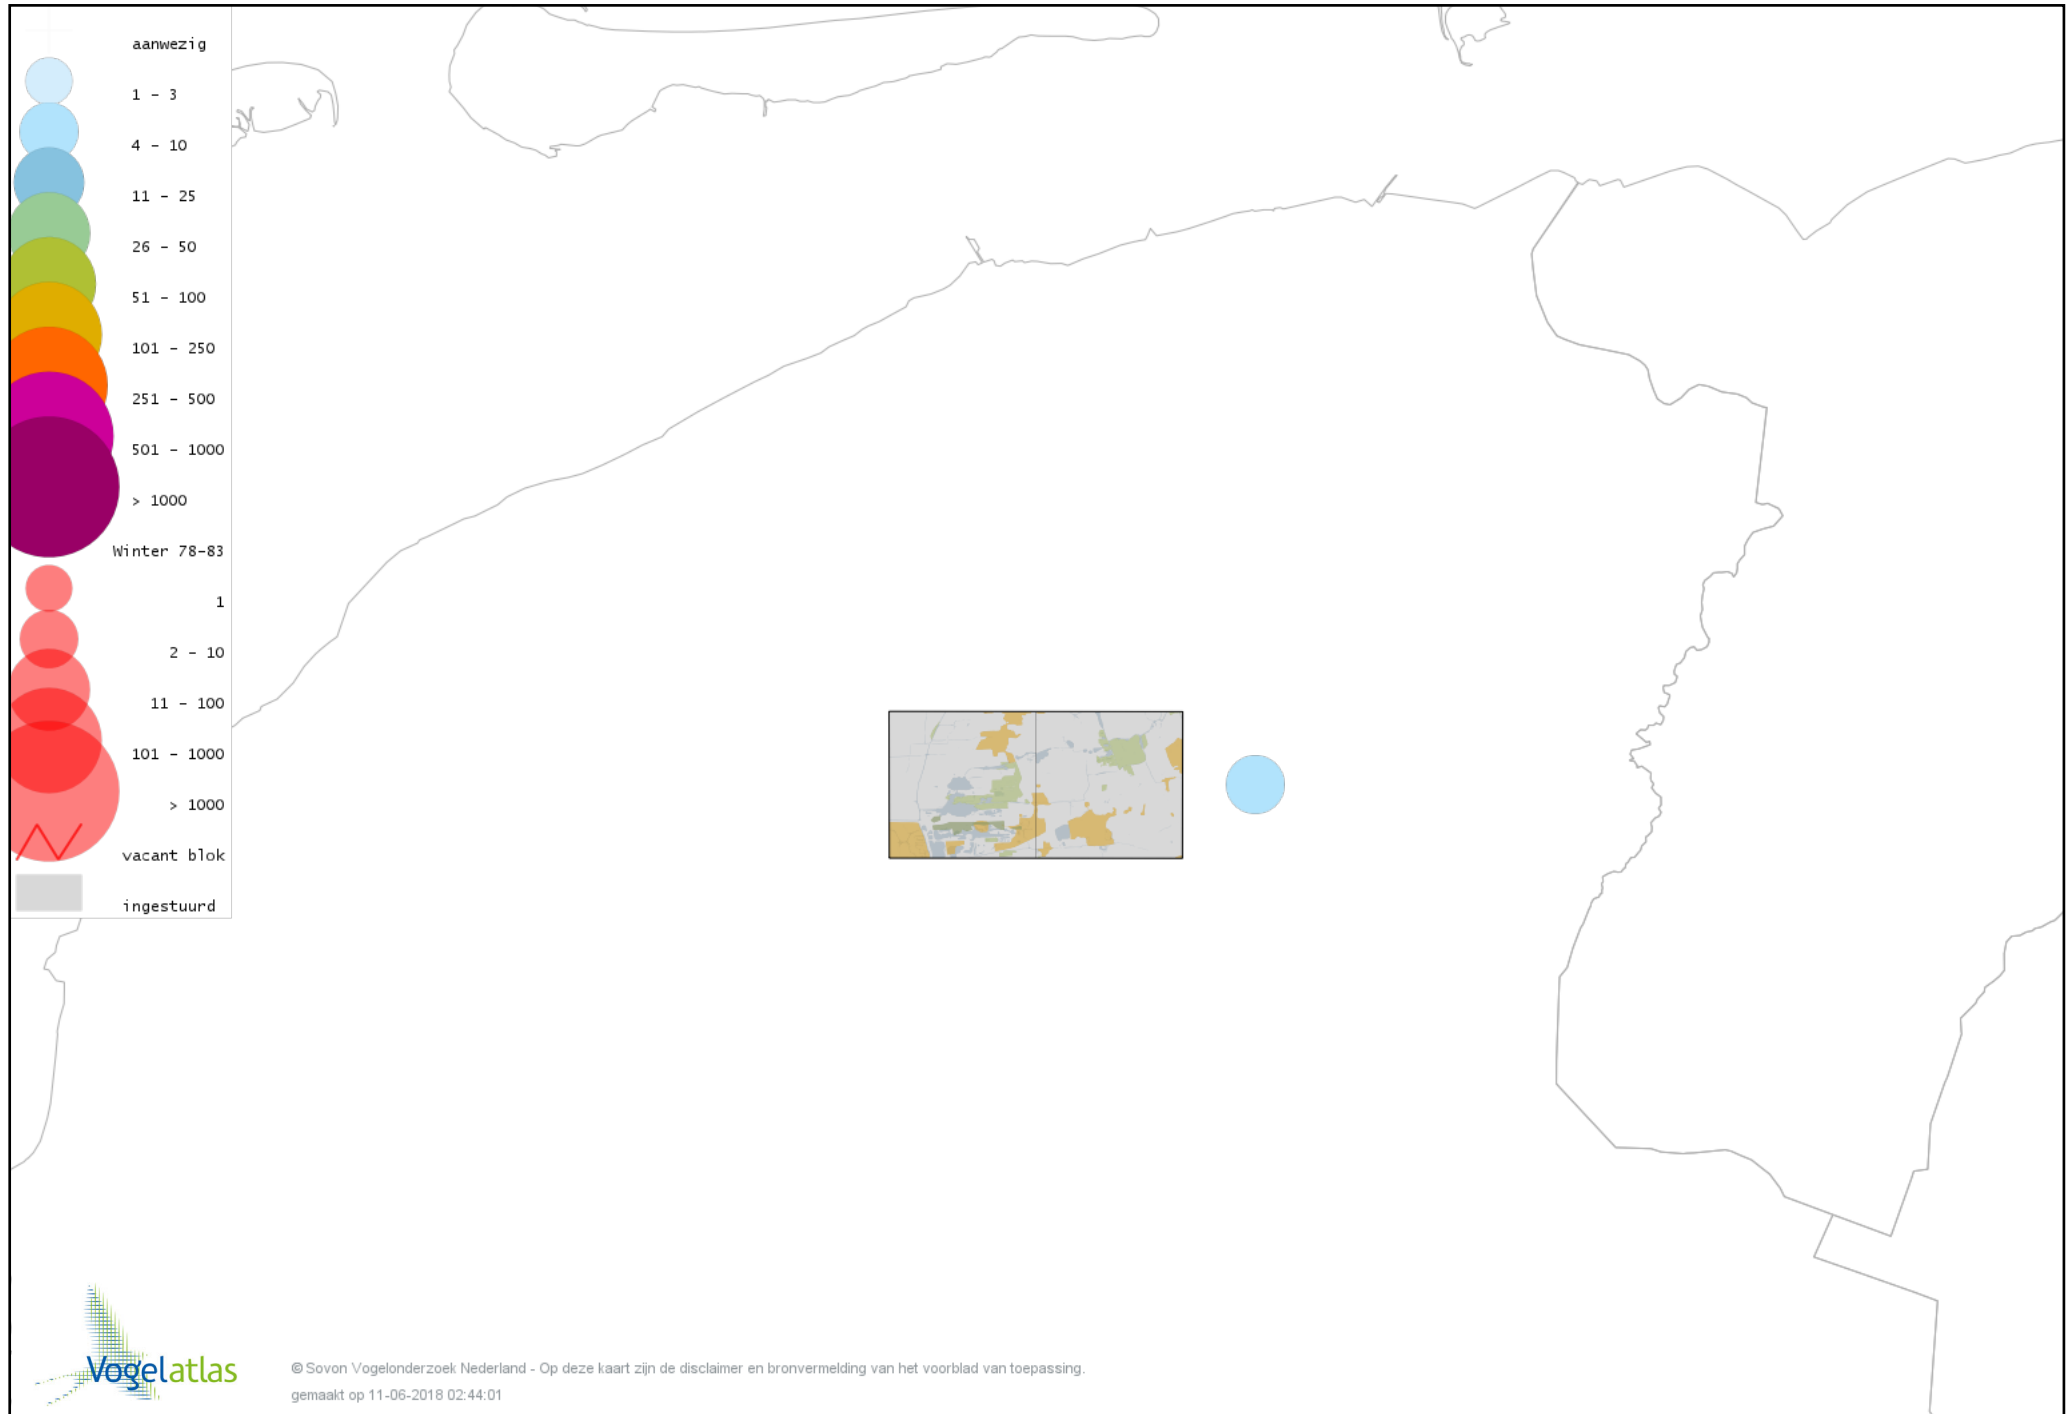 aanwezig
1 - 3
4 - 10
11 - 25
26 - 50
51 - 100
101 - 250
251 - 500
501 - 1000
> 1000
Winter 78-83
1
2 - 10
11 - 100
101 - 1000
> 1000
vacant blok
ingestuurd
Vogelatlas
© Sovon Vogelonderzoek Nederland - Op deze kaart zijn de disclaimer en bronvermelding van het voorblad van toepassing.
gemaakt op 11-06-2018 02:44:01